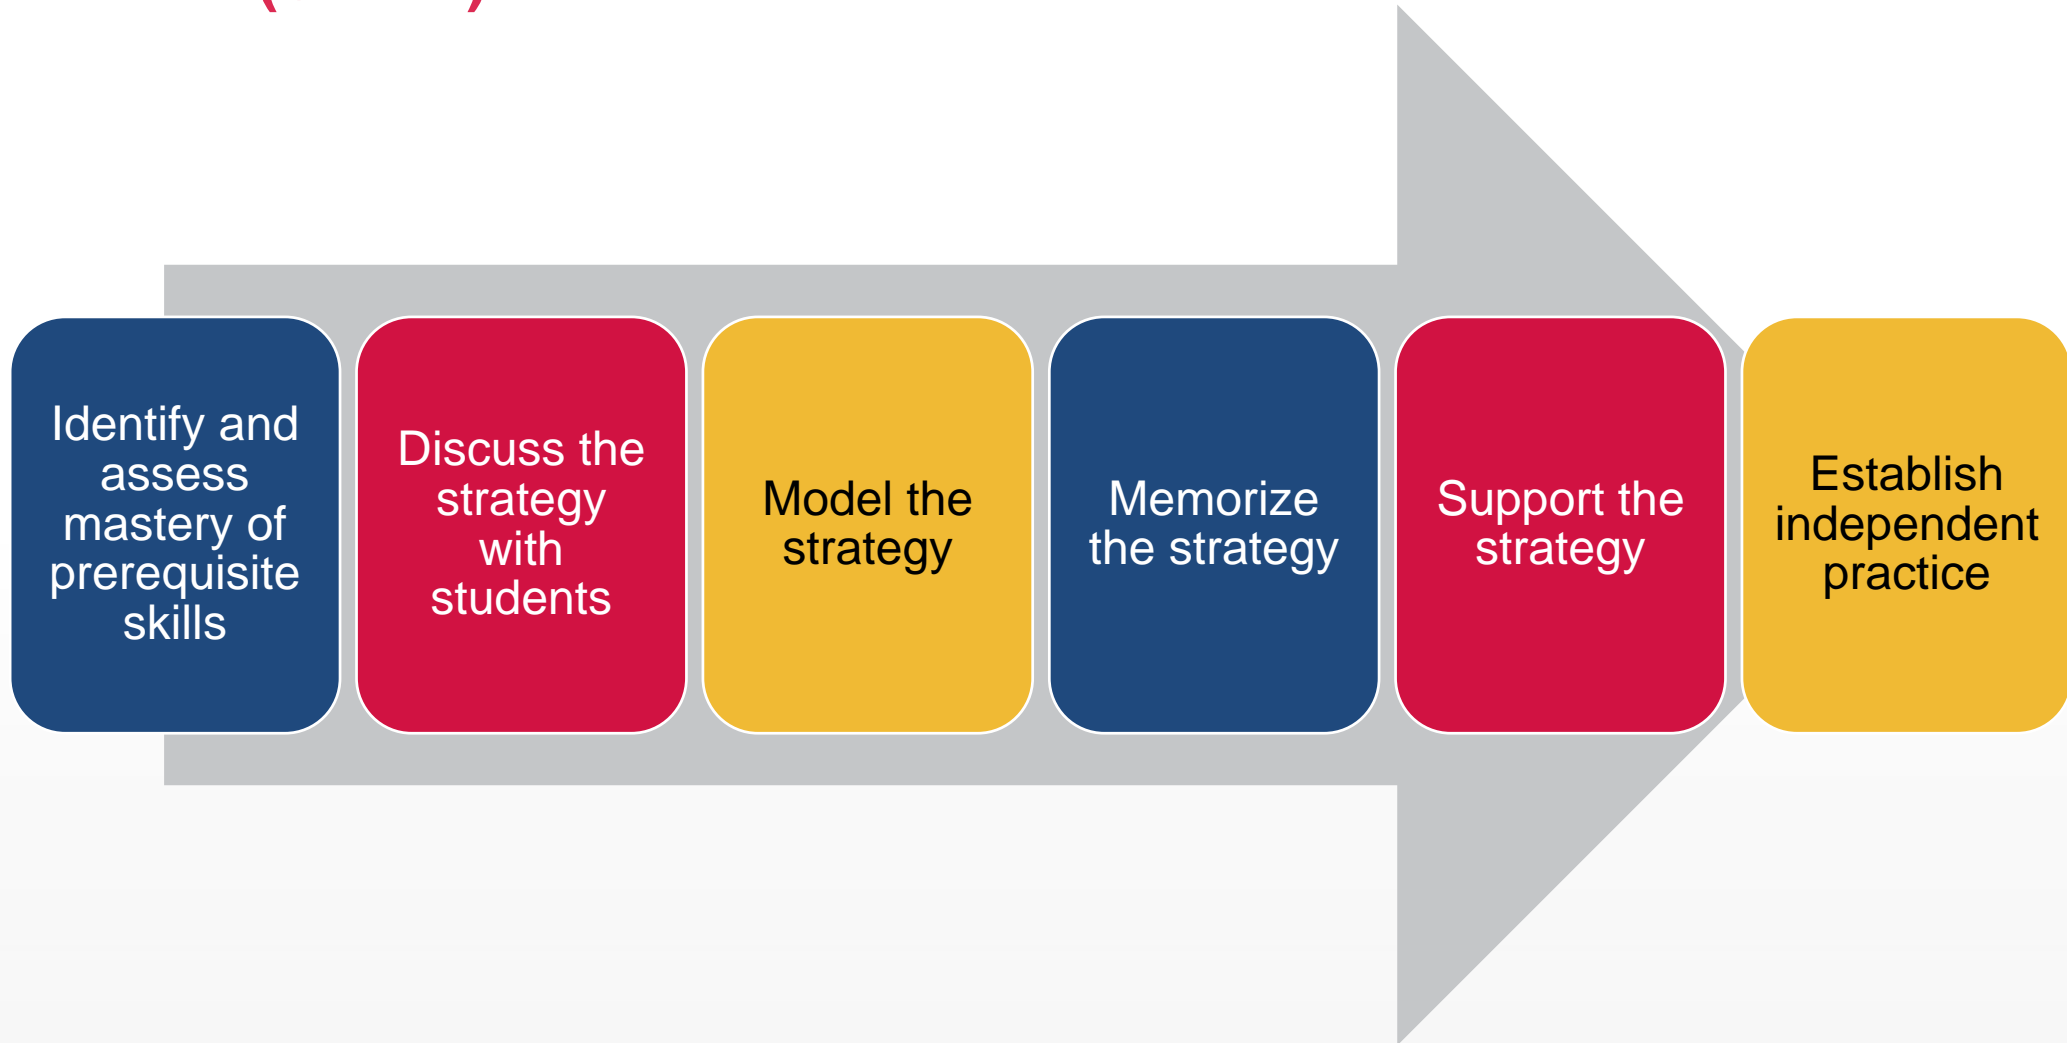 Identify and
assess
mastery of
prerequisite
skills
Discuss the
strategy
with
students
Model the
strategy
Memorize
the strategy
Support the
strategy
Establish
independent
practice